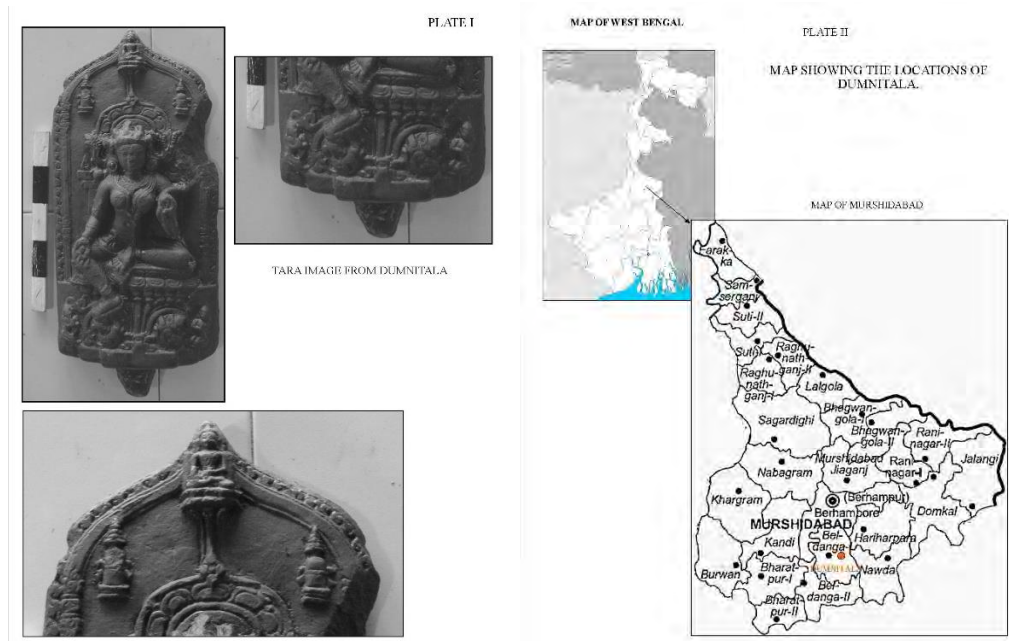 PLATE I
TARA IMAGE FROM DUMNITALA
MAP OF WEST BENGAL
PLATE II
MAP SHOWING THE LOCATIONS OF
DUMNITALA.
MAP OF MURSHIDABAD
Farak-
ka
Sam-
serganj
Suti-II
Suti-I
Raghu-
nath-
ganj-II
Raghu-
nath-
ganj-I
Lalgola
Sagardighi
Bhagwan-
gola-I
Bhagwan-
gola-II
Rani-
nagar-II
Jalangi
Nabagram
Murshidabad
Jiaganj
Rani-
nagar-I
Khargram
(Berhampur)
Berhampore
Domkal
MURSHIDABAD
Kandi
Hariharpara
Bel-
danga-I
DUMNITALA
Nawda
Burwan
Bharat-
pur-I
Bel-
danga-II
Bharat-
pur-II